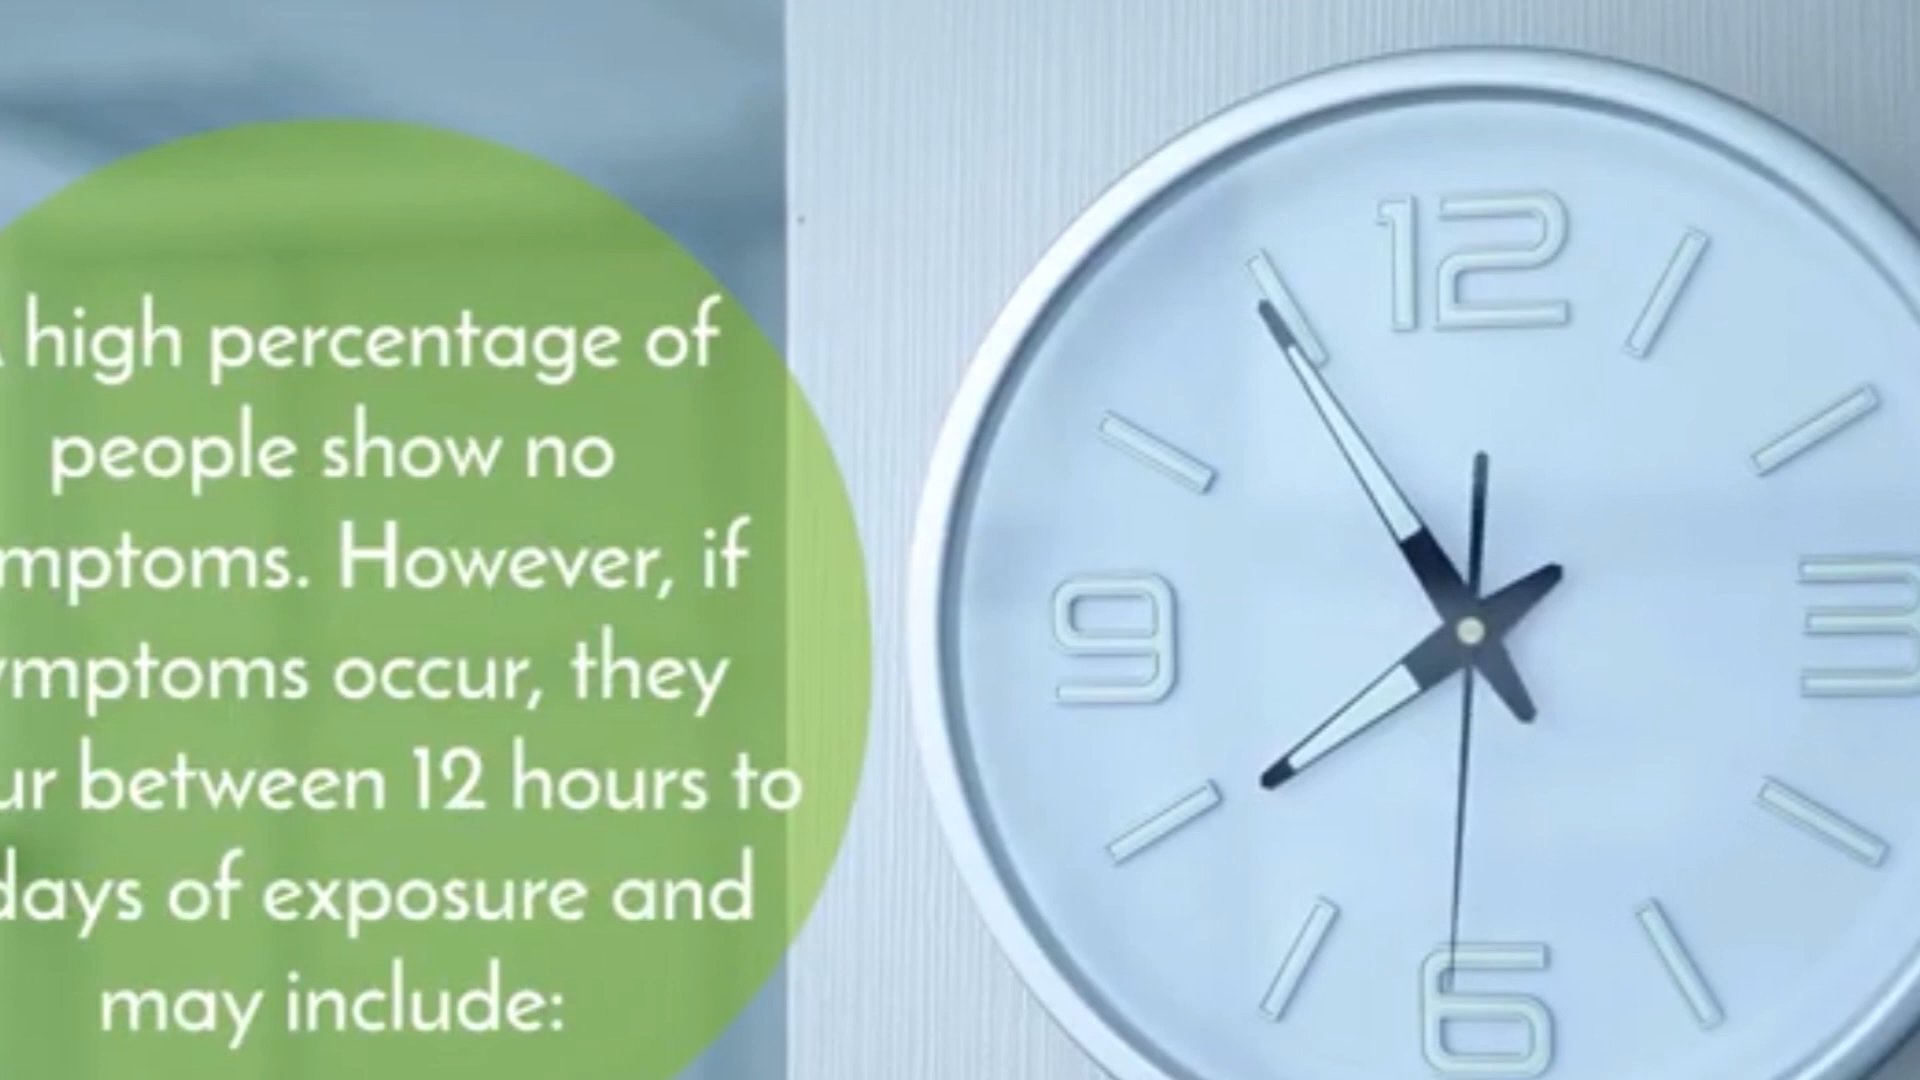 high percentage of
people show no
mptoms. However, if
ymptoms occur, they
ur between 12 hours to
days of exposure and
may include:
12
9
3
6